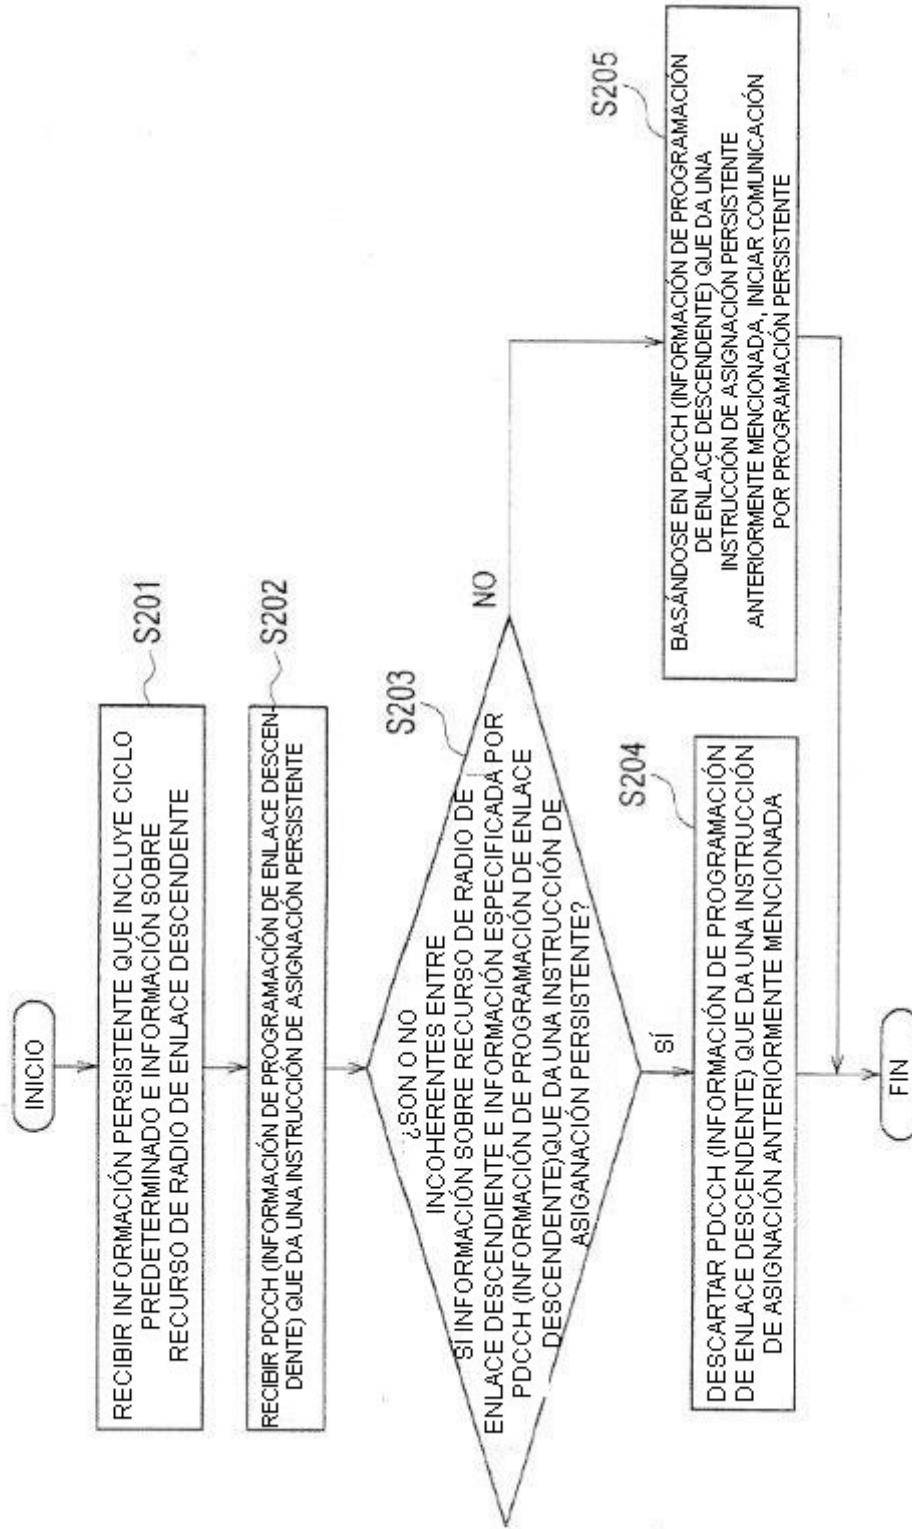 INICIO
S201
RECIBIR INFORMACIÓN PERSISTENTE QUE INCLUYE CICLO
PREDETERMINADO E INFORMACIÓN SOBRE
RECURSO DE RADIO DE ENLACE DESCENDENTE
S202
RECIBIR PDCCH (INFORMACIÓN DE PROGRAMACIÓN DE ENLACE DESCEN-
DENTE) QUE DA UNA INSTRUCCIÓN DE ASIGNACIÓN PERSISTENTE
S203
¿SON O NO
INCOHERENTES ENTRE
SÍ INFORMACIÓN SOBRE RECURSO DE RADIO DE
ENLACE DESCENDIENTE E INFORMACIÓN ESPECIFICADA POR
PDCCH (INFORMACIÓN DE PROGRAMACIÓN DE ENLACE
DESCENDENTE)QUE DA UNA INSTRUCCIÓN DE
ASIGANACIÓN PERSISTENTE?
NO
SÍ
S204
DESCARTAR PDCCH (INFORMACIÓN DE PROGRAMACIÓN
DE ENLACE DESCENDENTE) QUE DA UNA INSTRUCCIÓN
DE ASIGNACIÓN ANTERIORMENTE MENCIONADA
S205
BASÁNDOSE EN PDCCH (INFORMACIÓN DE PROGRAMACIÓN
DE ENLACE DESCENDENTE) QUE DA UNA
INSTRUCCIÓN DE ASIGNACIÓN PERSISTENTE
ANTERIORMENTE MENCIONADA, INICIAR COMUNICACIÓN
POR PROGRAMACIÓN PERSISTENTE
FIN